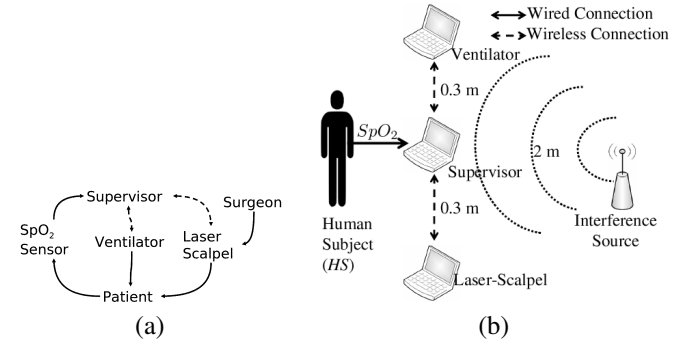 Supervisor
Surgeon
SpO₂
Sensor
Ventilator
Laser
Scalpel
Patient
(a)
Wired Connection
Wireless Connection
Ventilator
0.3 m
SpO₂
2 m
Supervisor
0.3 m
Human
Subject
(HS)
Interference
Source
Laser-Scalpel
(b)